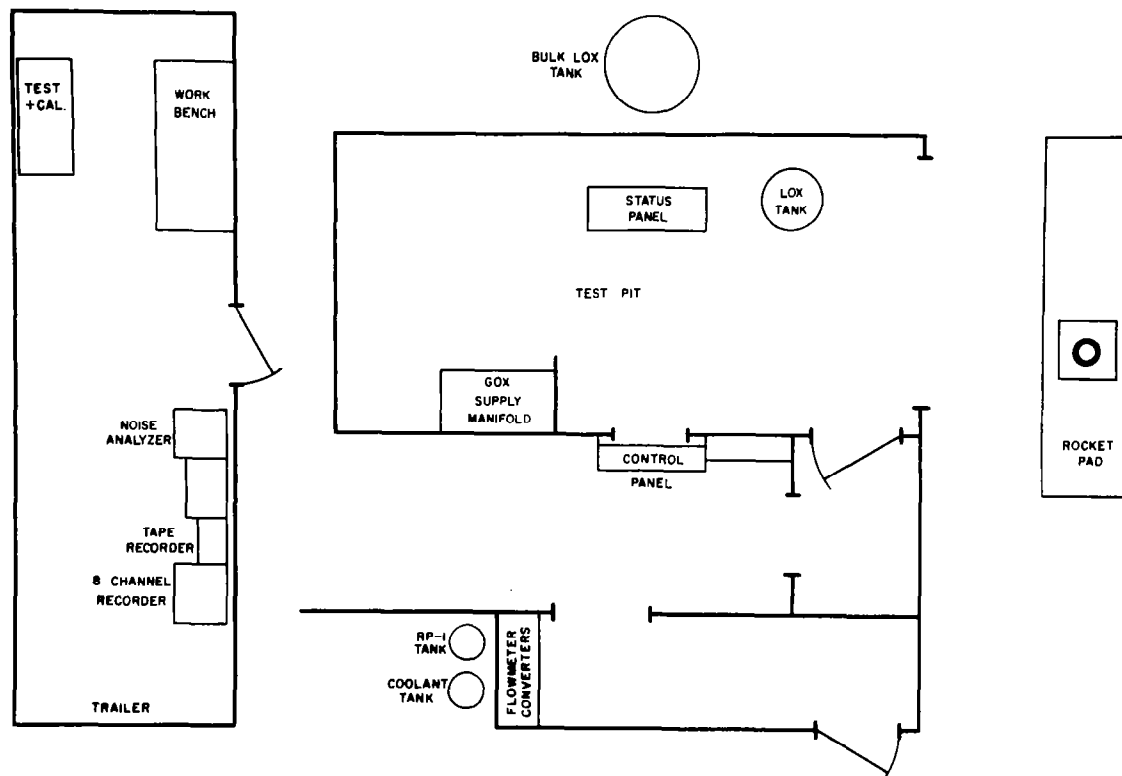 BULK LOX
TANK
TEST
+CAL.
WORK
BENCH
STATUS
PANEL
LOX
TANK
TEST PIT
GOX
SUPPLY
MANIFOLD
NOISE
ANALYZER
CONTROL
PANEL
ROCKET
PAD
TAPE
RECORDER
8 CHANNEL
RECORDER
RP-1
TANK
COOLANT
TANK
FLOWMETER
CONVERTERS
TRAILER